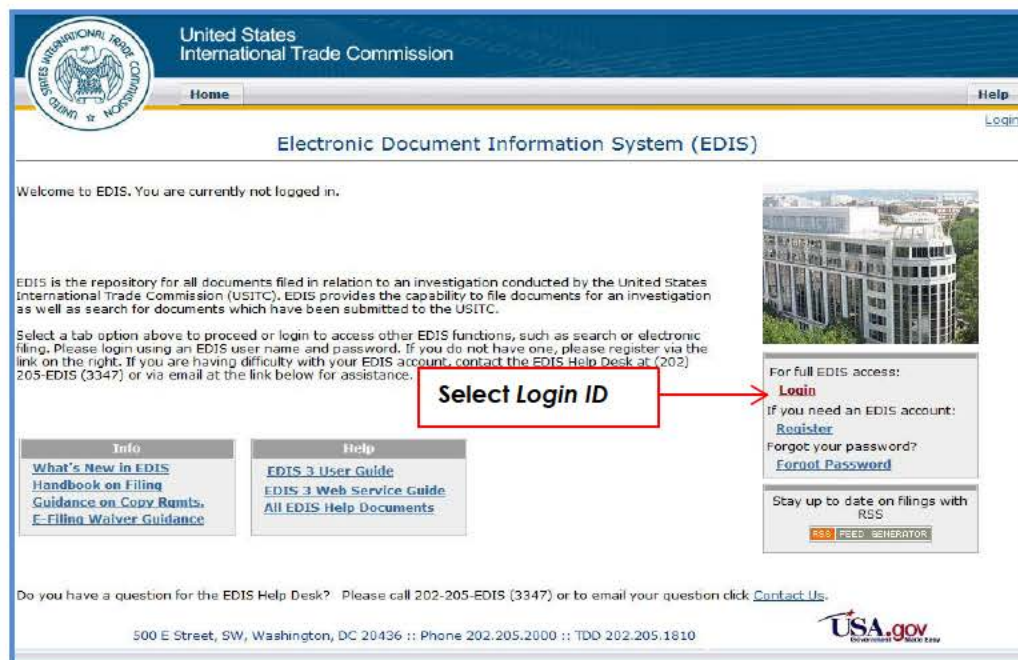 United States
International Trade Commission
UNITED STATES INTERNATIONAL TRADE COMMISSION
Home
Help
Login
Electronic Document Information System (EDIS)
Welcome to EDIS. You are currently not logged in.
EDIS is the repository for all documents filed in relation to an investigation conducted by the United States
International Trade Commission (USITC). EDIS provides the capability to file documents for an investigation
as well as search for documents which have been submitted to the USITC.
Select a tab option above to proceed or login to access other EDIS functions, such as search or electronic
filing. Please login using an EDIS user name and password. If you do not have one, please register via the
link on the right. If you are having difficulty with your EDIS account, contact the EDIS Help Desk at (202)
205-EDIS (3347) or via email at the link below for assistance.
Select Login ID
For full EDIS access:
Login
If you need an EDIS account:
Register
Forgot your password?
Forgot Password
Info
What's New in EDIS
Handbook on Filing
Guidance on Copy Rqmts.
E-Filing Waiver Guidance
Help
EDIS 3 User Guide
EDIS 3 Web Service Guide
All EDIS Help Documents
Stay up to date on filings with
RSS
RSS FEED GENERATOR
Do you have a question for the EDIS Help Desk? Please call 202-205-EDIS (3347) or to email your question click Contact Us.
500 E Street, SW, Washington, DC 20436 :: Phone 202.205.2000 :: TDD 202.205.1810
USA.gov
Government Made Easy